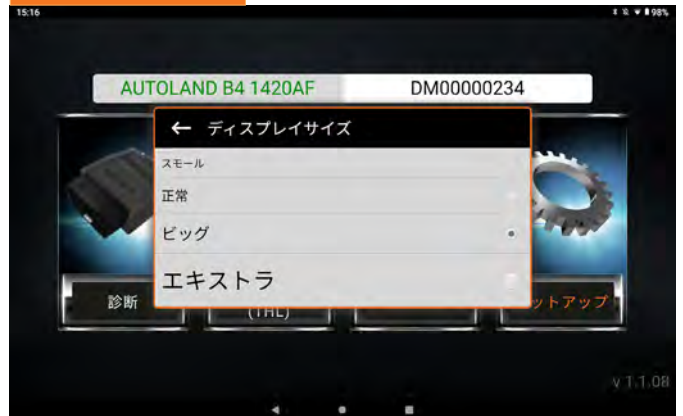 15:16
98%
AUTOLAND B4 1420AF
DM00000234
← ディスプレイサイズ
スモール
正常
ビッグ
エキストラ
診断
(THL)
ットアップ
v 1.1.08